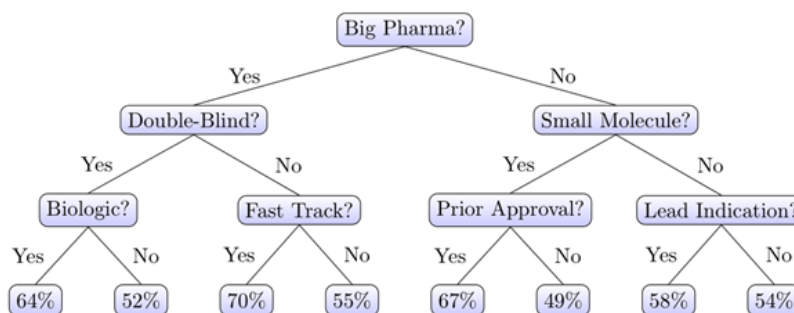 Big Pharma?
Yes No
Double-Blind? Small Molecule?
Yes No Yes No
Biologic? Fast Track? Prior Approval? Lead Indication?
Yes No Yes No Yes No Yes No
64% 52% 70% 55% 67% 49% 58% 54%